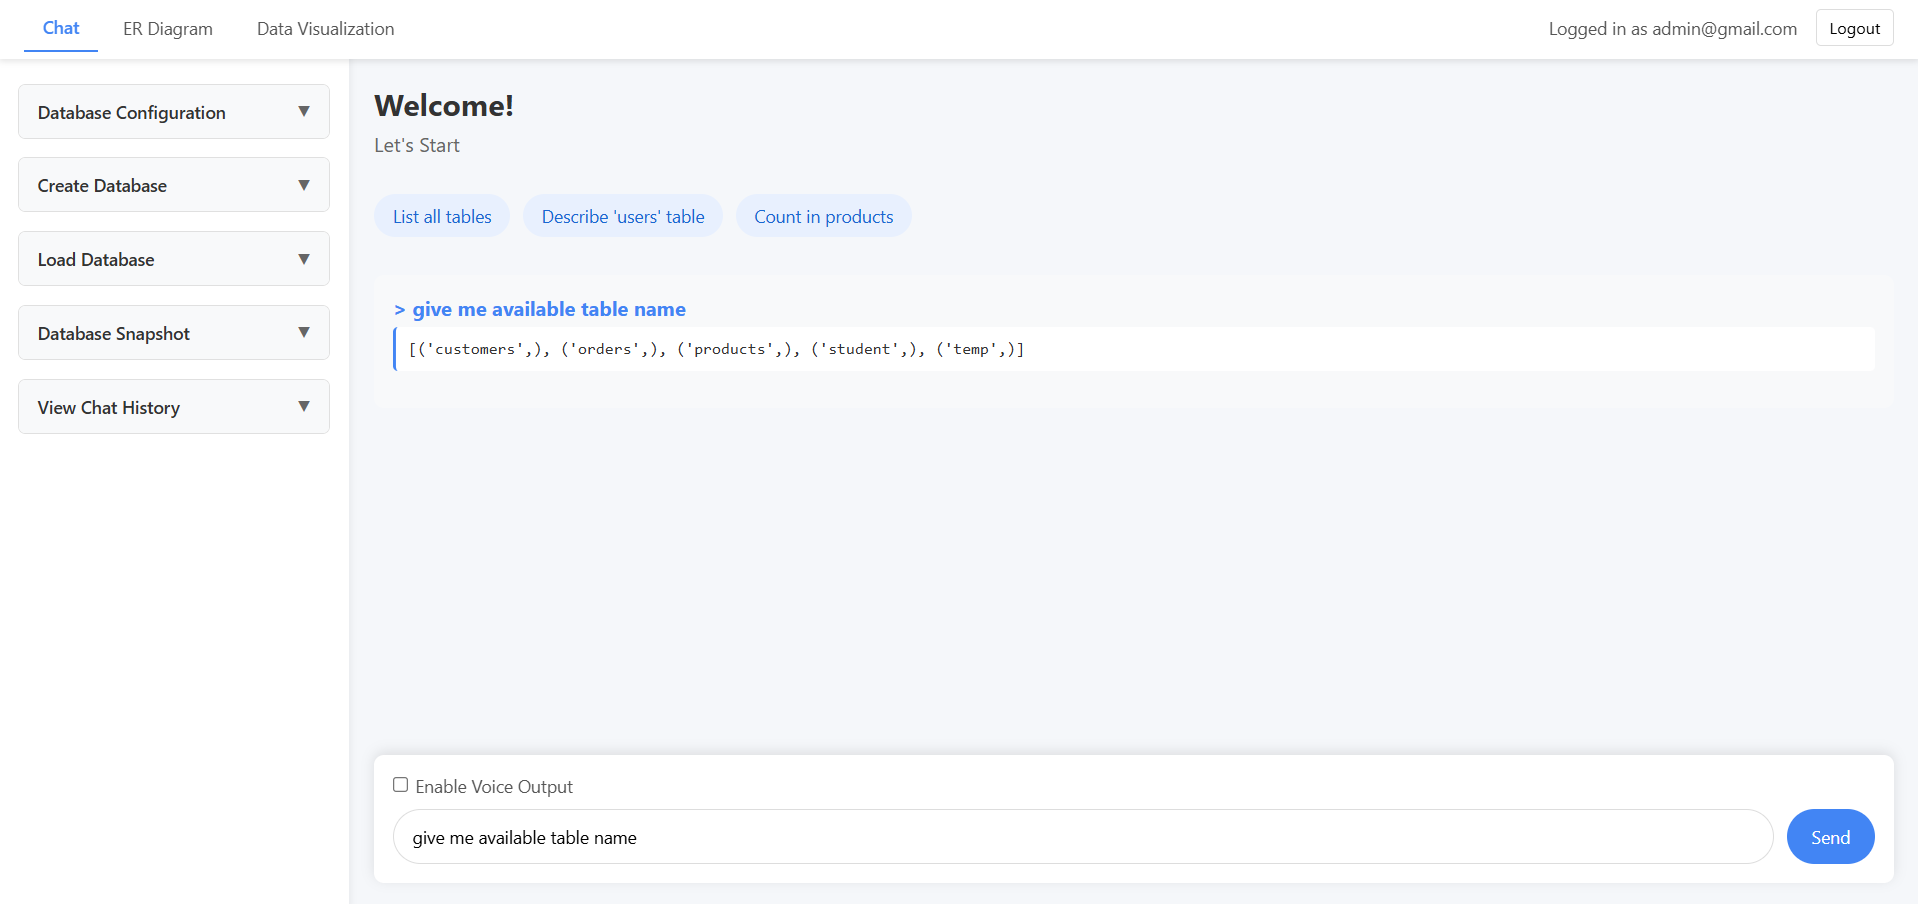 Chat ER Diagram Data Visualization Logged in as admin@gmail.com Logout
Database Configuration ▼
Create Database ▼
Load Database ▼
Database Snapshot ▼
View Chat History ▼
Welcome!
Let's Start
List all tables Describe 'users' table Count in products
> give me available table name
[('customers',), ('orders',), ('products',), ('student',), ('temp',)]
Enable Voice Output
give me available table name Send